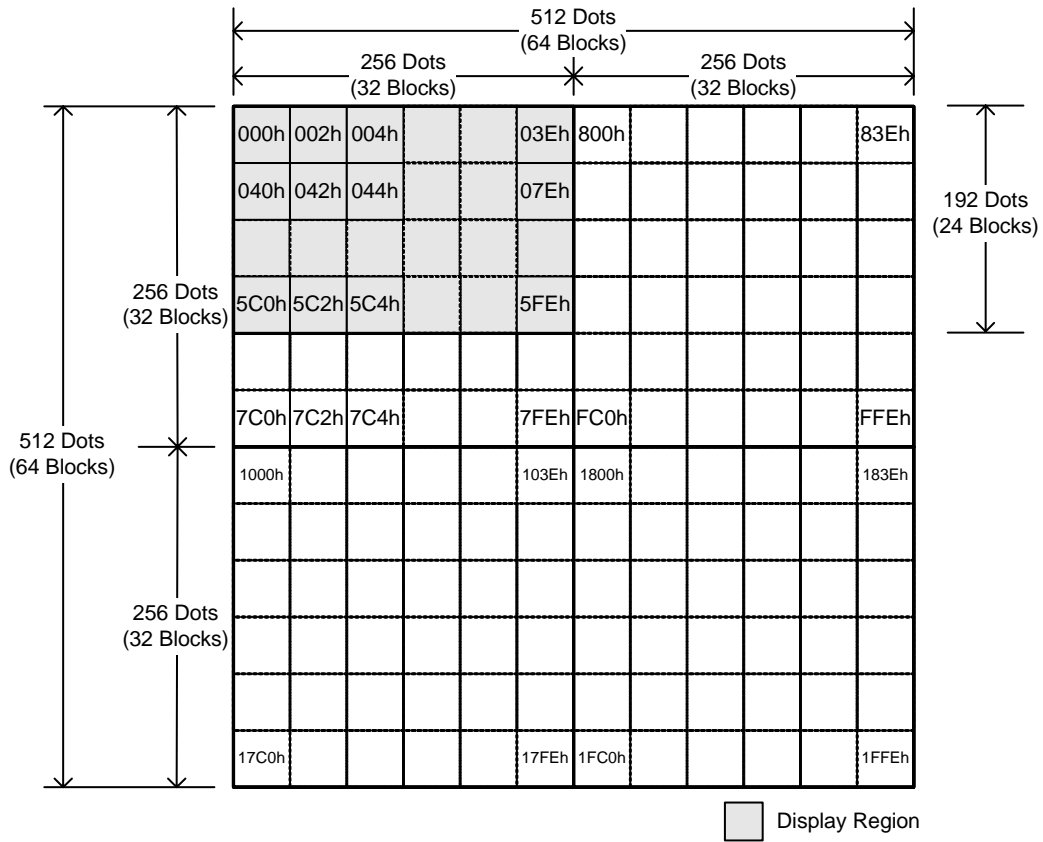 512 Dots
(64 Blocks)
256 Dots
(32 Blocks)
256 Dots
(32 Blocks)
000h 002h 004h 03Eh 800h 83Eh
040h 042h 044h 07Eh
192 Dots
(24 Blocks)
256 Dots
(32 Blocks)
5C0h 5C2h 5C4h 5FEh
7C0h 7C2h 7C4h 7FEh FC0h FFEh
512 Dots
(64 Blocks)
1000h 103Eh 1800h 183Eh
256 Dots
(32 Blocks)
17C0h 17FEh 1FC0h 1FFEh
Display Region